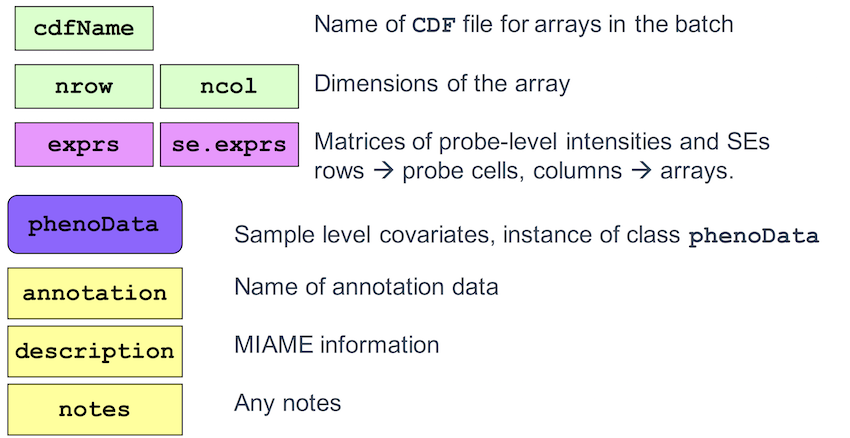 cdfName Name of CDF file for arrays in the batch
nrow ncol Dimensions of the array
exprs se.exprs Matrices of probe-level intensities and SEs
rows → probe cells, columns → arrays.
phenoData Sample level covariates, instance of class phenoData
annotation Name of annotation data
description MIAME information
notes Any notes